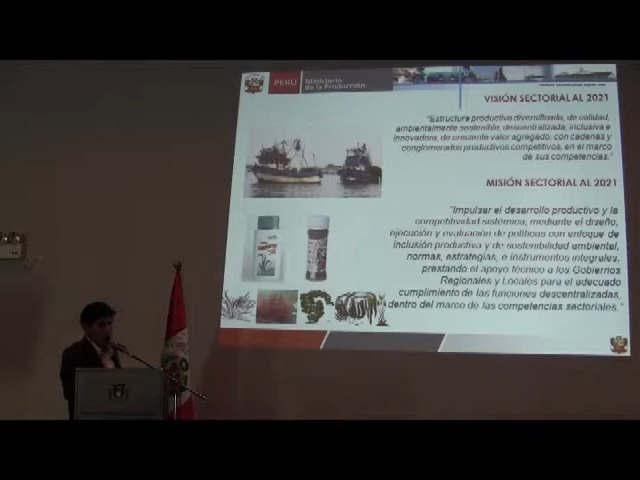 PERÚ
Ministerio
de la Producción
VISIÓN SECTORIAL AL 2021
"Estructura productiva diversificada, de calidad,
ambientalmente sostenible, descentralizada, inclusiva e
innovadora, de creciente valor agregado, con cadenas y
conglomerados productivos competitivos, en el marco
de sus competencias."
MISIÓN SECTORIAL AL 2021
"Impulsar el desarrollo productivo y la
competitividad sistémica, mediante el diseño,
ejecución y evaluación de políticas con enfoque de
inclusión productiva y de sostenibilidad ambiental,
normas, estrategias, e instrumentos integrales,
prestando el apoyo técnico a los Gobiernos
Regionales y Locales para el adecuado
cumplimiento de las funciones descentralizadas,
dentro del marco de las competencias sectoriales."